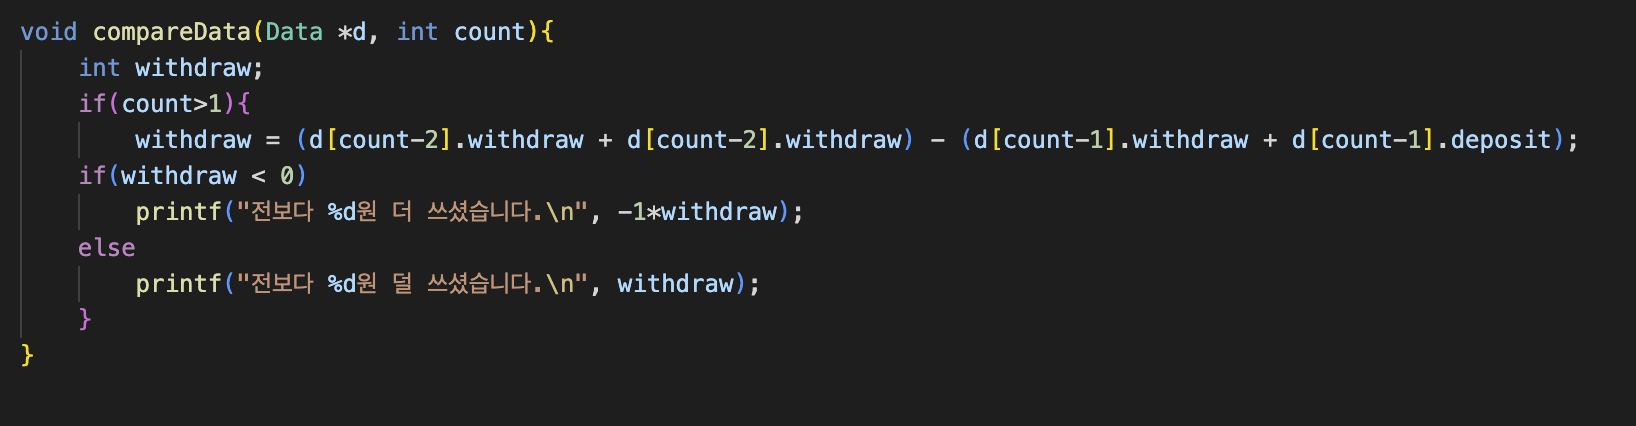 void compareData(Data *d, int count){
    int withdraw;
    if(count>1){
        withdraw = (d[count-2].withdraw + d[count-2].withdraw) - (d[count-1].withdraw + d[count-1].deposit);
    if(withdraw < 0)
        printf("전보다 %d원 더 쓰셨습니다.\n", -1*withdraw);
    else
        printf("전보다 %d원 덜 쓰셨습니다.\n", withdraw);
    }
}